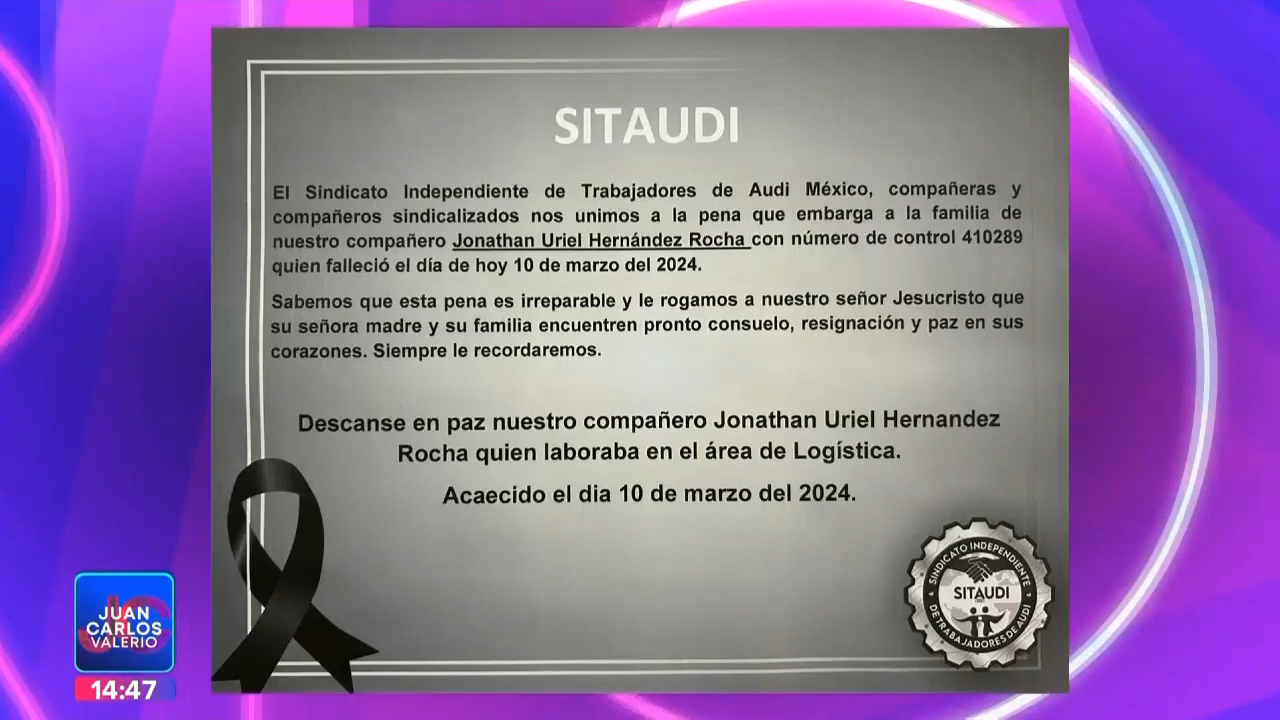 SITAUDI
El Sindicato Independiente de Trabajadores de Audi México, compañeras y
compañeros sindicalizados nos unimos a la pena que embarga a la familia de
nuestro compañero Jonathan Uriel Hernández Rocha con número de control 410289
quien falleció el día de hoy 10 de marzo del 2024.
Sabemos que esta pena es irreparable y le rogamos a nuestro señor Jesucristo que
su señora madre y su familia encuentren pronto consuelo, resignación y paz en sus
corazones. Siempre le recordaremos.
Descanse en paz nuestro compañero Jonathan Uriel Hernandez
Rocha quien laboraba en el área de Logística.
Acaecido el dia 10 de marzo del 2024.
SINDICATO INDEPENDIENTE
SITAUDI
DE TRABAJADORES DE AUDI
JC
JUAN
CARLOS
VALERIO
14:47